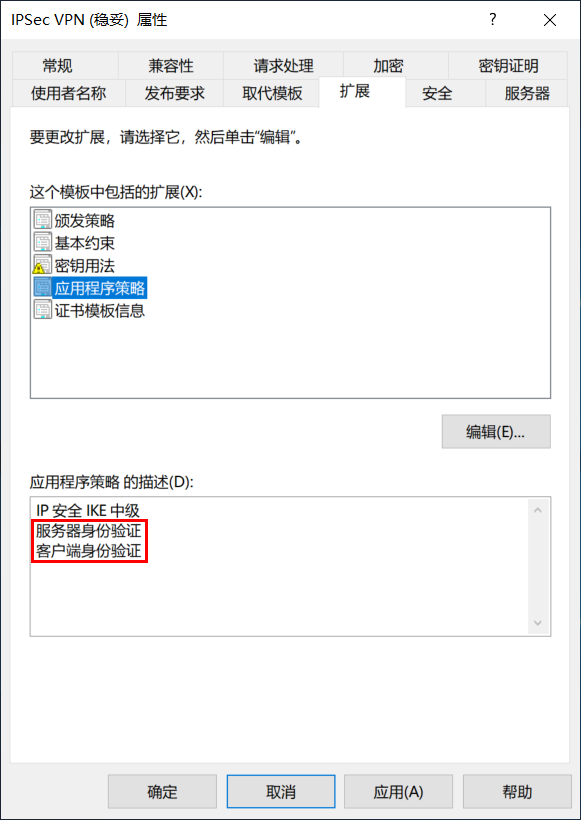 IPSec VPN (稳妥) 属性
常规 兼容性 请求处理 加密 密钥证明
使用者名称 发布要求 取代模板 扩展 安全 服务器
要更改扩展，请选择它，然后单击“编辑”。
这个模板中包括的扩展(X):
颁发策略
基本约束
密钥用法
应用程序策略
证书模板信息
编辑(E)...
应用程序策略 的描述(D):
IP 安全 IKE 中级
服务器身份验证
客户端身份验证
确定 取消 应用(A) 帮助